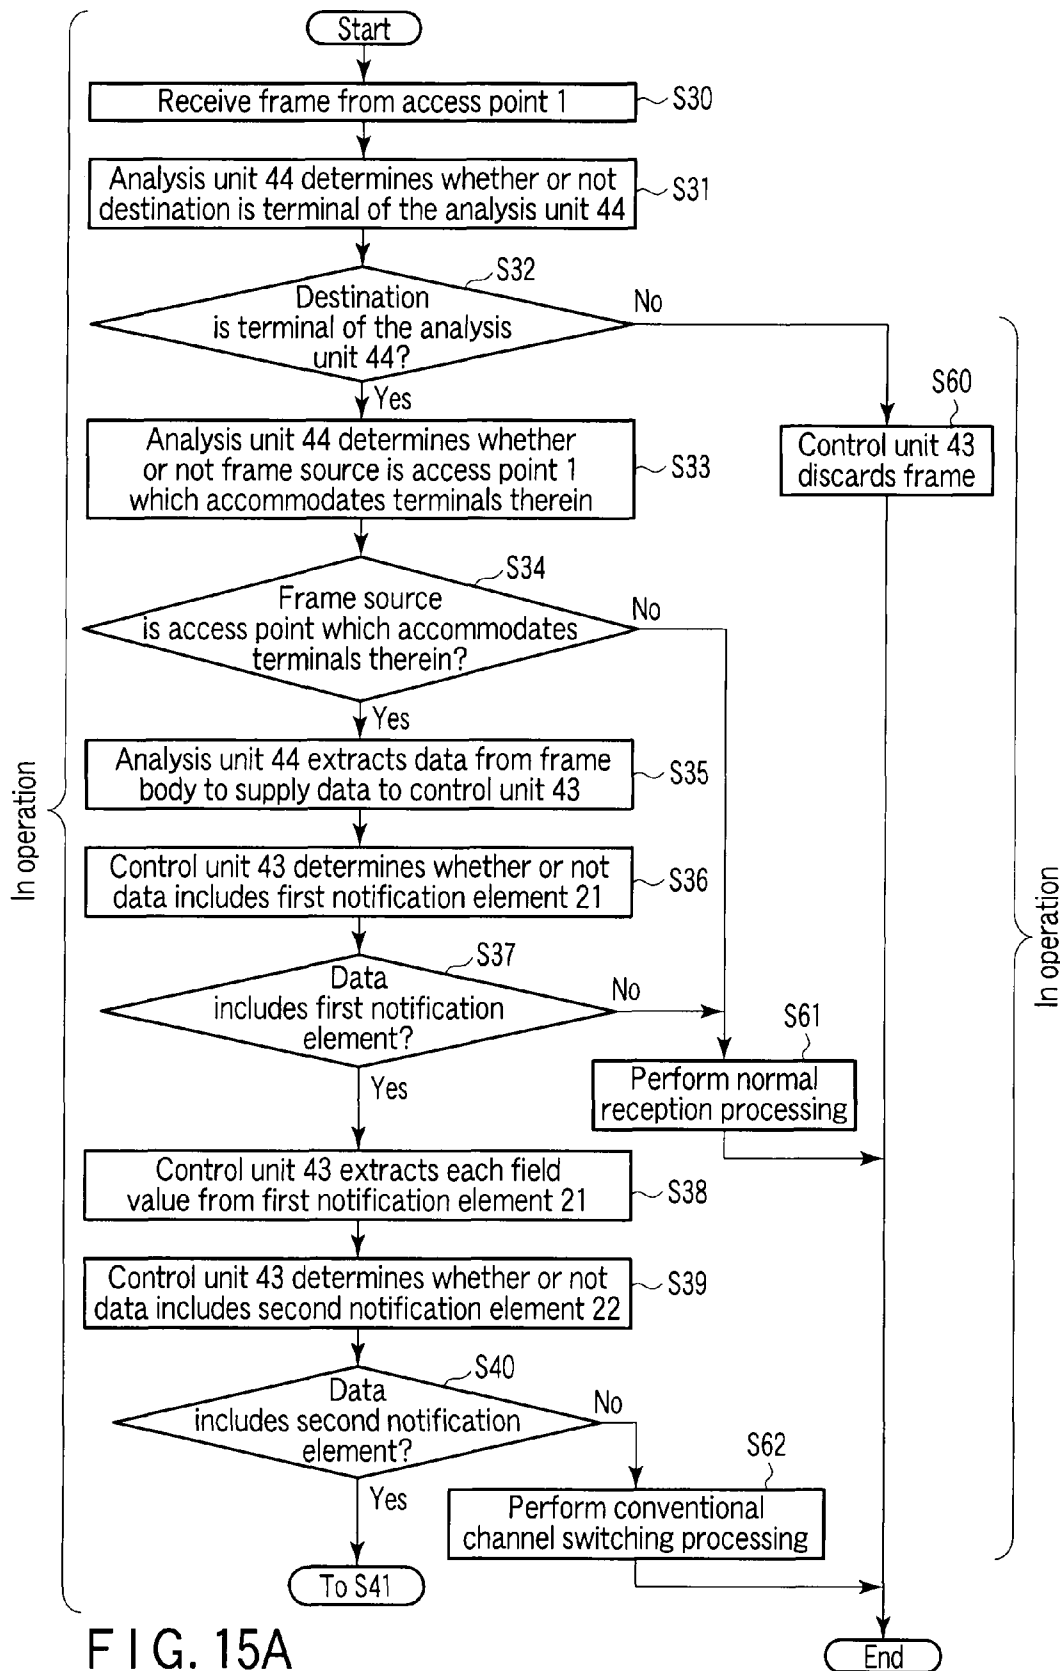 Start
Receive frame from access point 1
S30
Analysis unit 44 determines whether or not
destination is terminal of the analysis unit 44
S31
S32
Destination
is terminal of the analysis
unit 44?
No
Yes
S60
Control unit 43
discards frame
Analysis unit 44 determines whether
or not frame source is access point 1
which accommodates terminals therein
S33
S34
Frame source
is access point which accommodates
terminals therein?
No
Yes
Analysis unit 44 extracts data from frame
body to supply data to control unit 43
S35
In operation
Control unit 43 determines whether or not
data includes first notification element 21
S36
In operation
S37
Data
includes first notification
element?
No
Yes
S61
Perform normal
reception processing
Control unit 43 extracts each field
value from first notification element 21
S38
Control unit 43 determines whether or not
data includes second notification element 22
S39
S40
Data
includes second notification
element?
No
Yes
S62
Perform conventional
channel switching processing
To S41
End
FIG. 15A